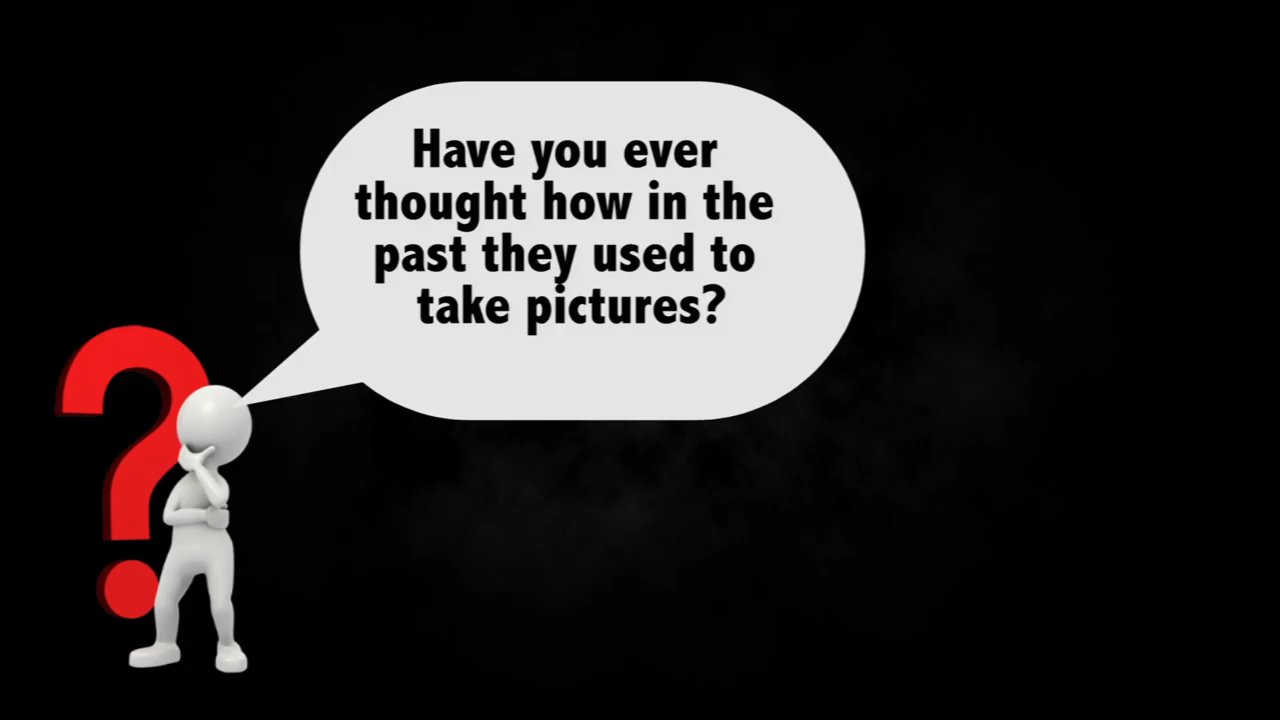 Have you ever
thought how in the
past they used to
take pictures?